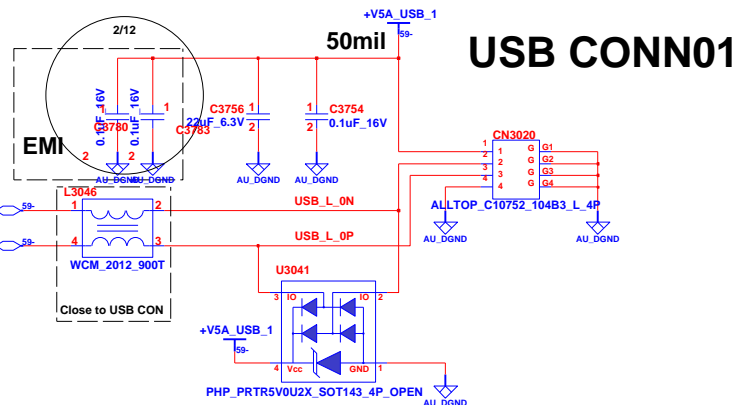 2/12
+V5A_USB_1
59-
50mil
USB CONN01
EMI
0.1uF_16V
C3780
1
2
0.1uF_16V
C3783
1
2
C3756
22uF_6.3V
1
2
C3754
0.1uF_16V
1
2
AU_DGND
AU_DGND
AU_DGND
AU_DGND
CN3020
1 1 G G1
2 2 G G2
3 3 G G3
4 4 G G4
ALLTOP_C10752_104B3_L_4P
AU_DGND
AU_DGND
L3046
59- 1 2 USB_L_0N
59- 4 3 USB_L_0P
WCM_2012_900T
Close to USB CON
U3041
3 IO IO 2
+V5A_USB_1
59-
4 Vcc GND 1
PHP_PRTR5V0U2X_SOT143_4P_OPEN
AU_DGND